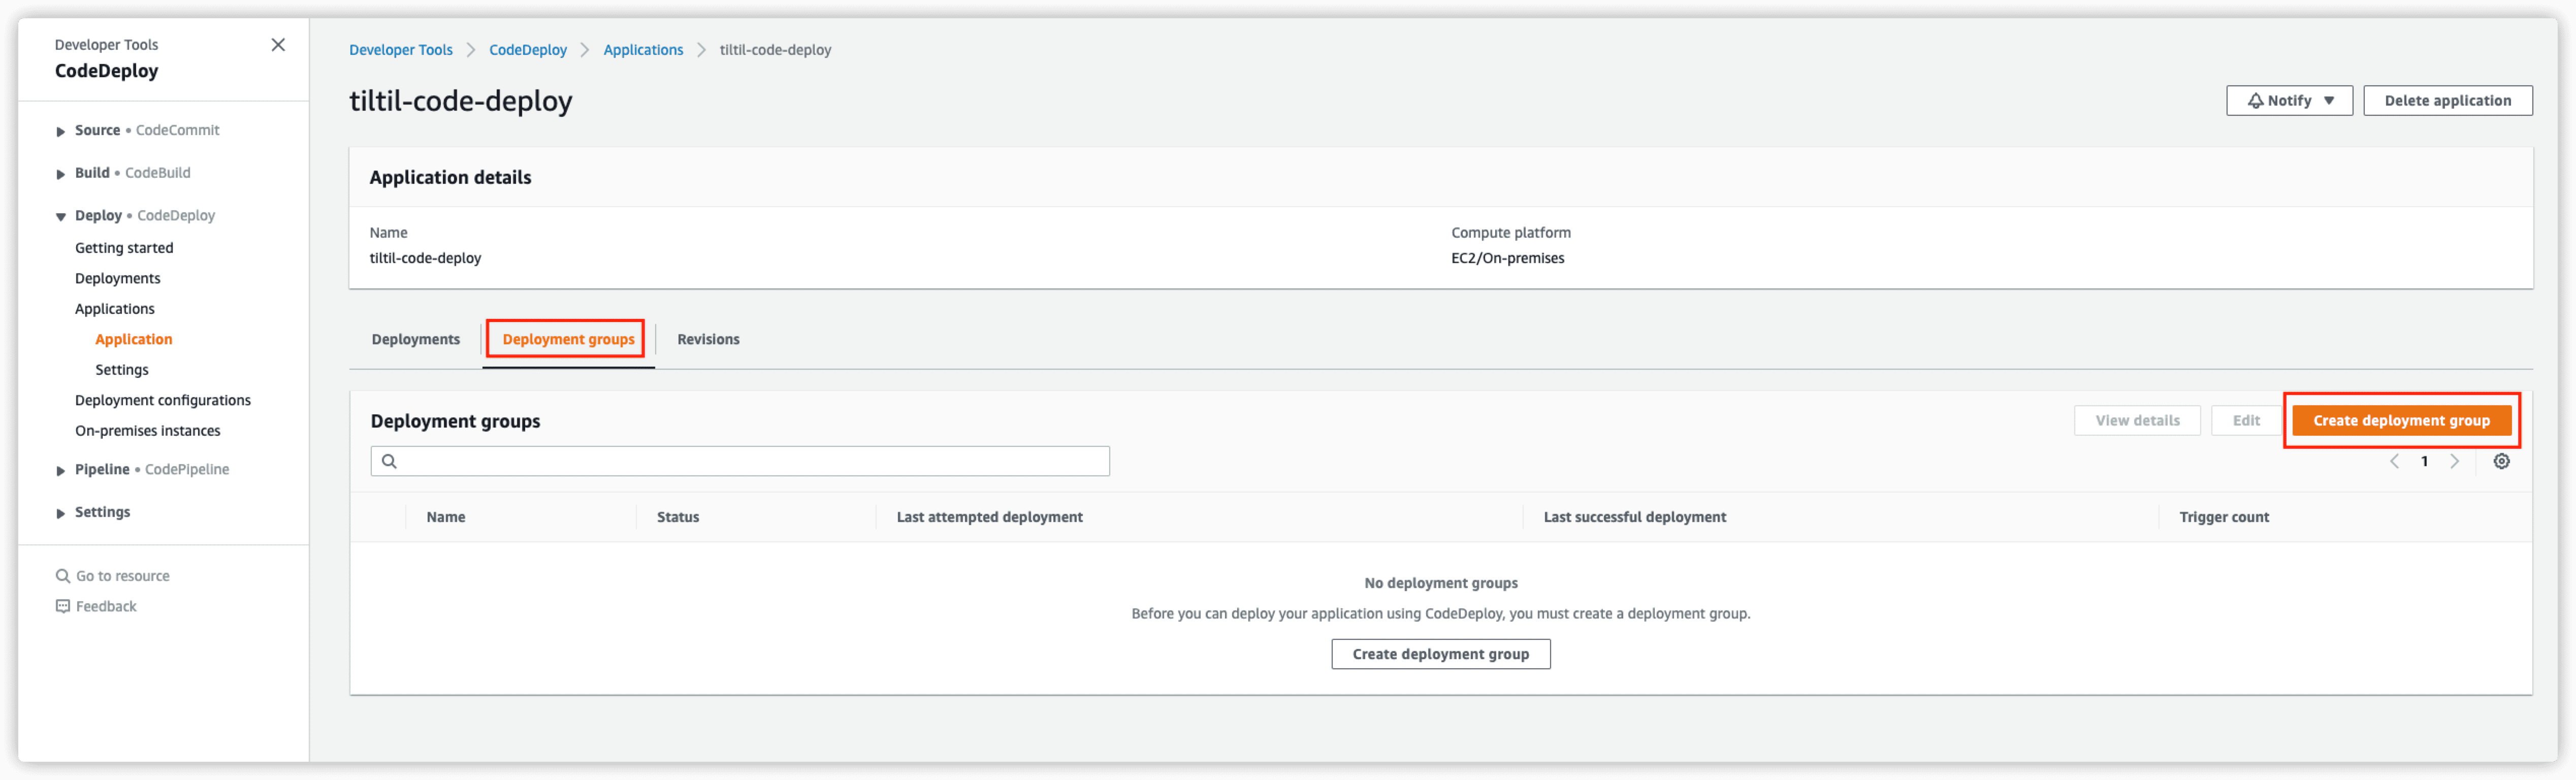 Developer Tools
CodeDeploy
Source • CodeCommit
Build • CodeBuild
Deploy • CodeDeploy
Getting started
Deployments
Applications
Application
Settings
Deployment configurations
On-premises instances
Pipeline • CodePipeline
Settings
Go to resource
Feedback
Developer Tools > CodeDeploy > Applications > tiltil-code-deploy
tiltil-code-deploy
Notify
Delete application
Application details
Name
tiltil-code-deploy
Compute platform
EC2/On-premises
Deployments
Deployment groups
Revisions
Deployment groups
View details
Edit
Create deployment group
1
Name Status Last attempted deployment Last successful deployment Trigger count
No deployment groups
Before you can deploy your application using CodeDeploy, you must create a deployment group.
Create deployment group